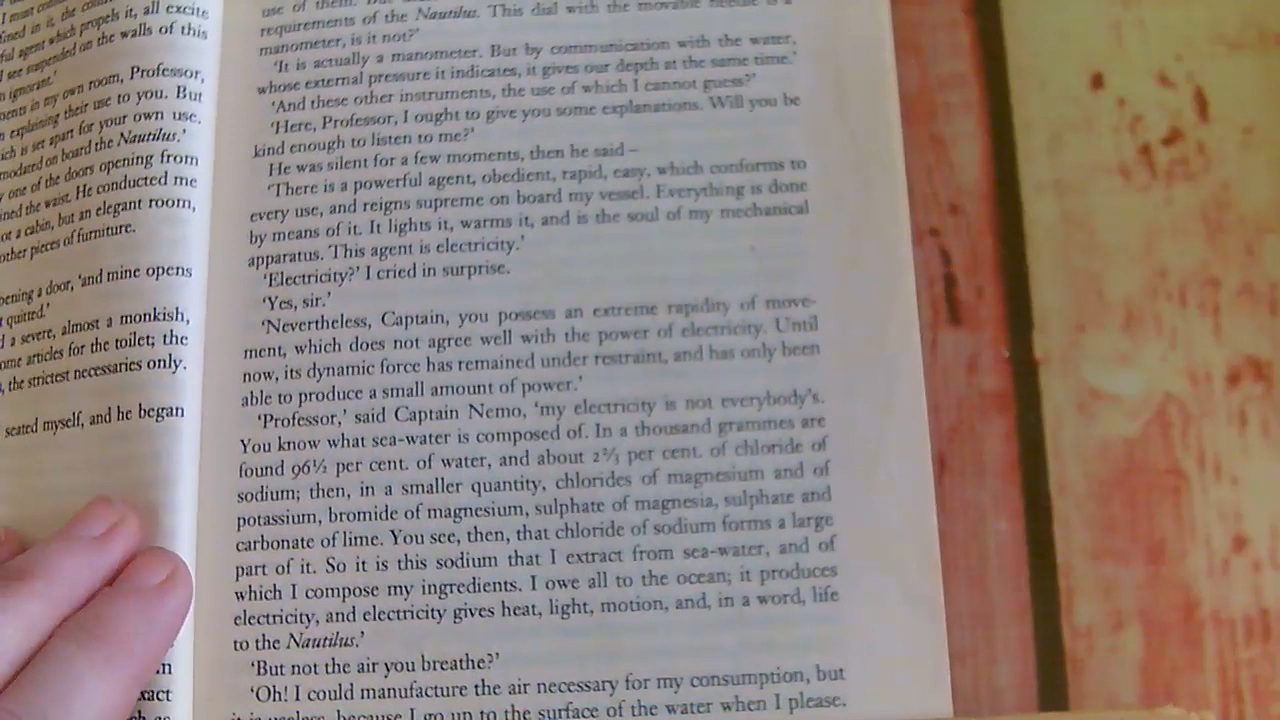 fined in it, the
ful agent which propels it, all excite
I see suspended on the walls of this
ignorant.'
in my own room, Professor,
explaining their use to you. But
is set apart for your own use.
on board the Nautilus.'
one of the doors opening from
the waist. He conducted me
a cabin, but an elegant room,
other pieces of furniture.
a door, 'and mine opens
quitted.'
a severe, almost a monkish,
articles for the toilet; the
the strictest necessaries only.
seated myself, and he began
use of them.
requirements of the Nautilus. This dial with the movable needle is a
manometer, is it not?'
'It is actually a manometer. But by communication with the water,
whose external pressure it indicates, it gives our depth at the same time.'
'And these other instruments, the use of which I cannot guess?'
'Here, Professor, I ought to give you some explanations. Will you be
kind enough to listen to me?'
He was silent for a few moments, then he said –
'There is a powerful agent, obedient, rapid, easy, which conforms to
every use, and reigns supreme on board my vessel. Everything is done
by means of it. It lights it, warms it, and is the soul of my mechanical
apparatus. This agent is electricity.'
'Electricity?' I cried in surprise.
'Yes, sir.'
'Nevertheless, Captain, you possess an extreme rapidity of move-
ment, which does not agree well with the power of electricity. Until
now, its dynamic force has remained under restraint, and has only been
able to produce a small amount of power.'
'Professor,' said Captain Nemo, 'my electricity is not everybody's.
You know what sea-water is composed of. In a thousand grammes are
found 96½ per cent. of water, and about 2⅔ per cent. of chloride of
sodium; then, in a smaller quantity, chlorides of magnesium and of
potassium, bromide of magnesium, sulphate of magnesia, sulphate and
carbonate of lime. You see, then, that chloride of sodium forms a large
part of it. So it is this sodium that I extract from sea-water, and of
which I compose my ingredients. I owe all to the ocean; it produces
electricity, and electricity gives heat, light, motion, and, in a word, life
to the Nautilus.'
'But not the air you breathe?'
'Oh! I could manufacture the air necessary for my consumption, but
it is useless, because I go up to the surface of the water when I please.